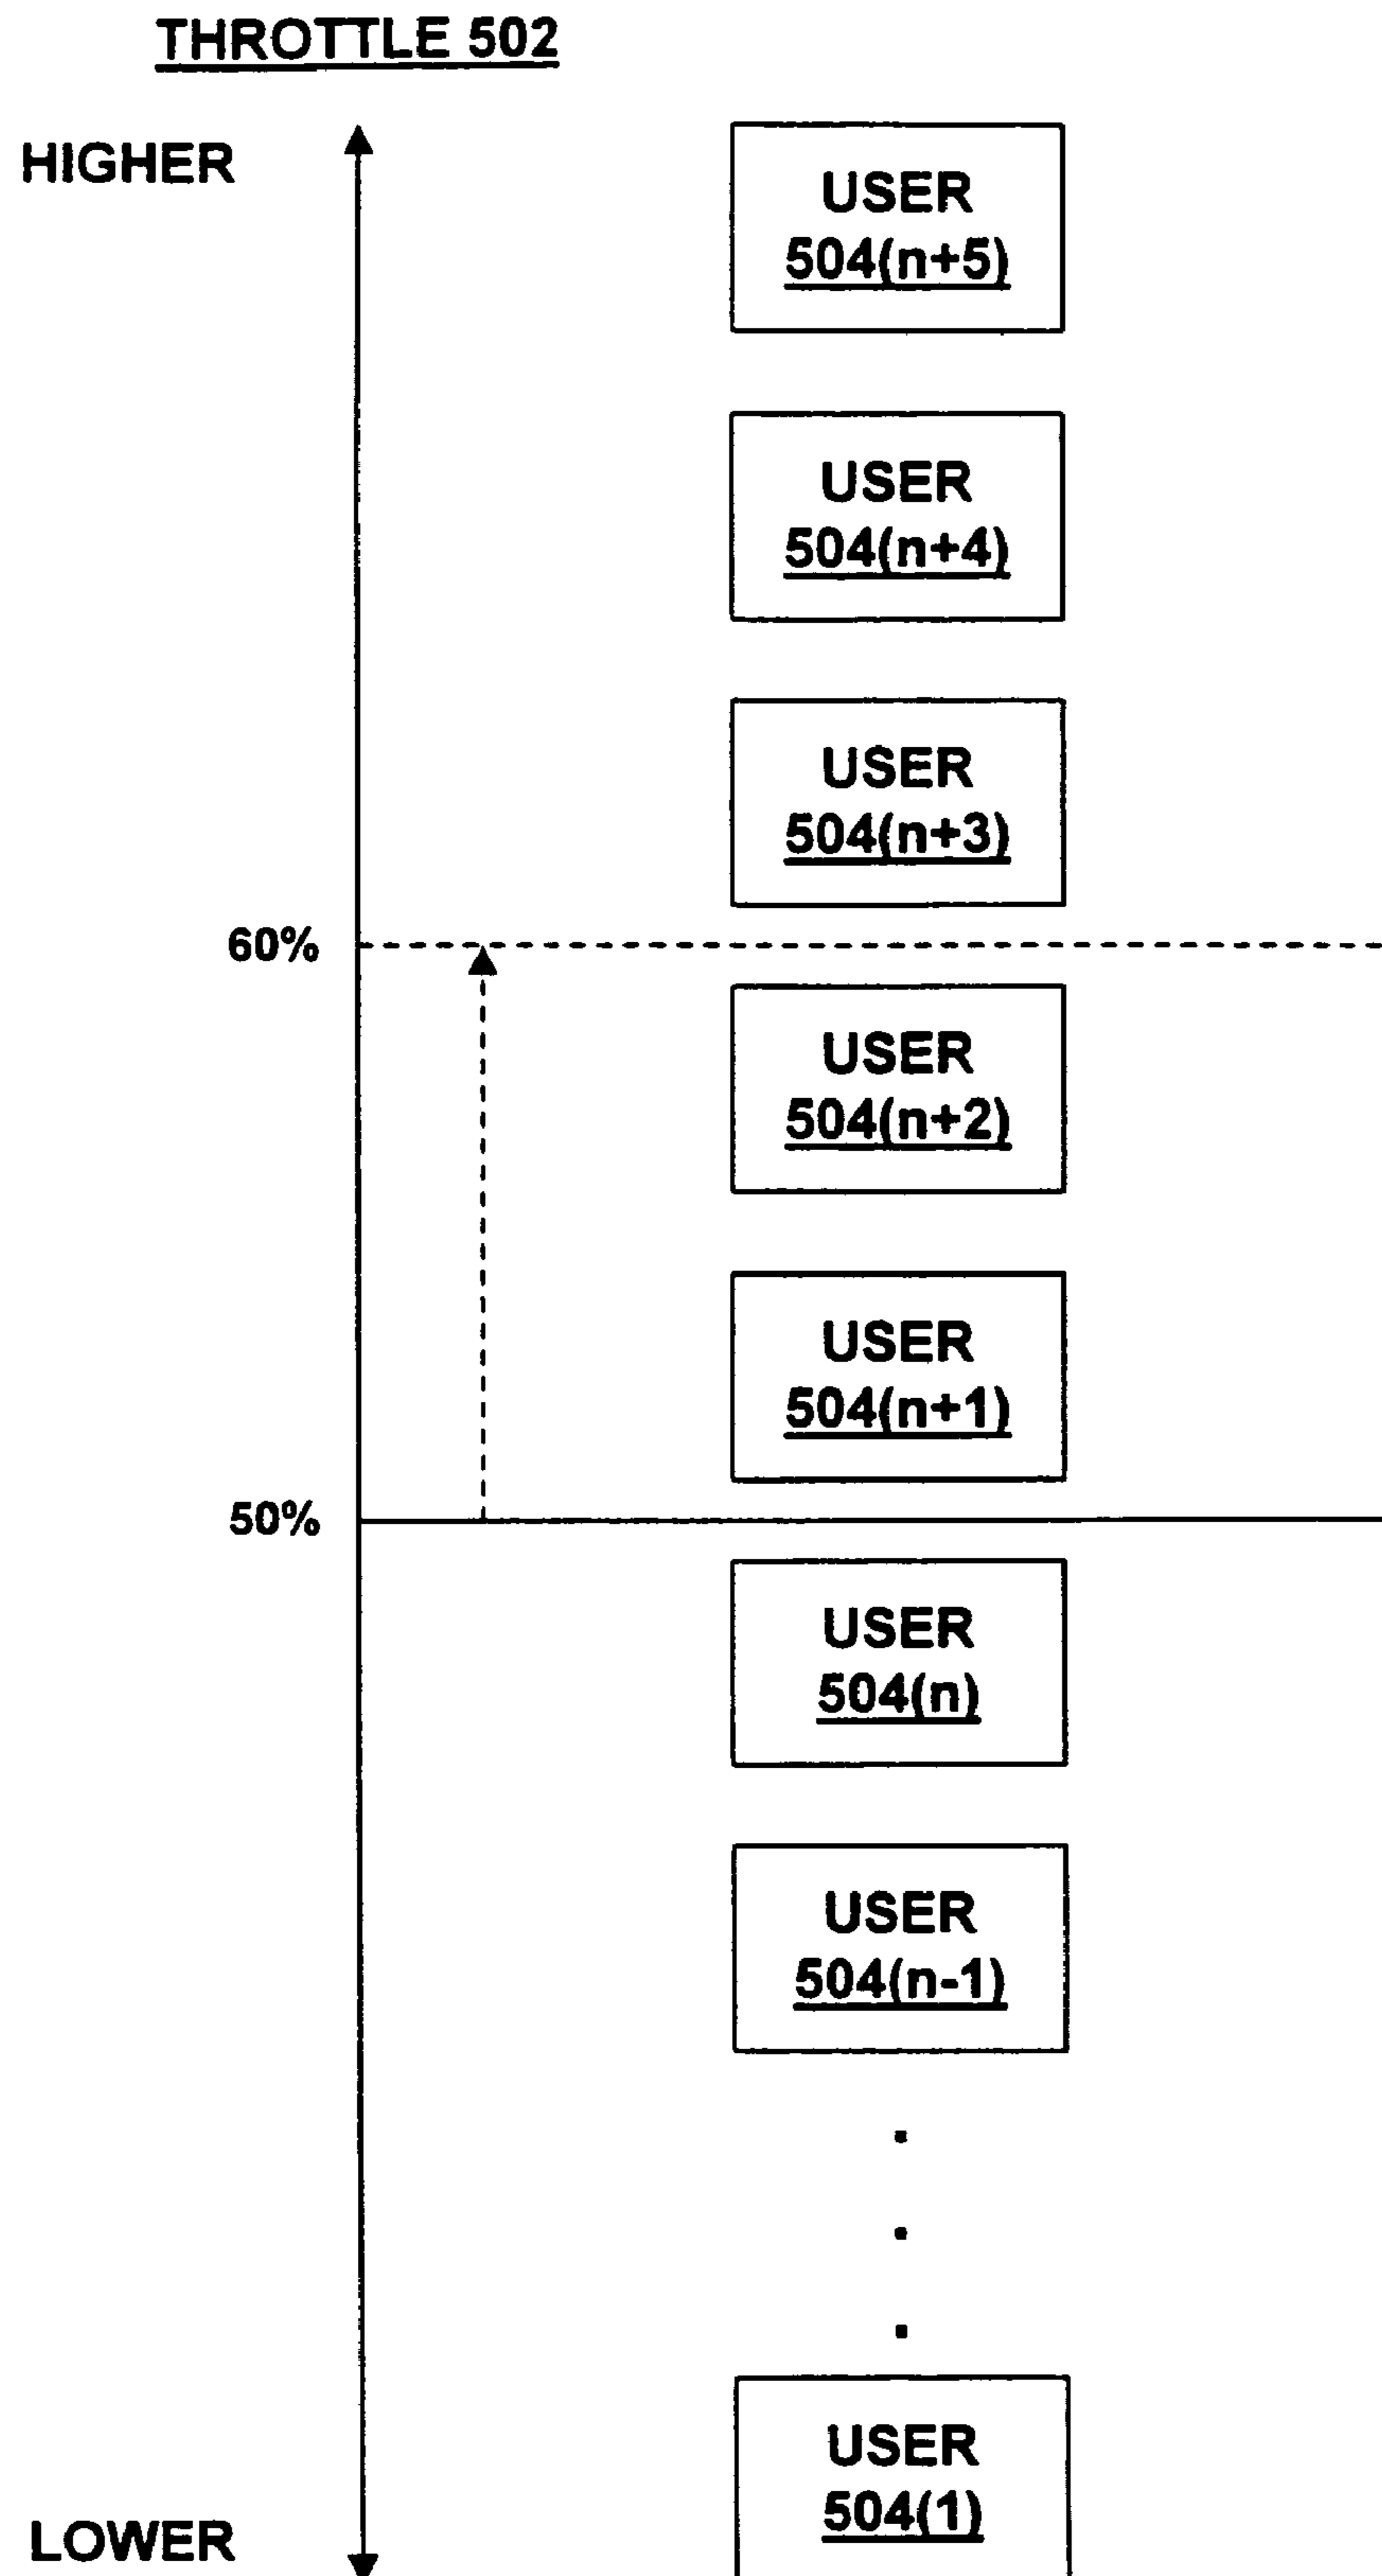 THROTTLE 502
HIGHER
USER
504(n+5)
USER
504(n+4)
USER
504(n+3)
60%
USER
504(n+2)
USER
504(n+1)
50%
USER
504(n)
USER
504(n-1)
.
.
.
USER
504(1)
LOWER